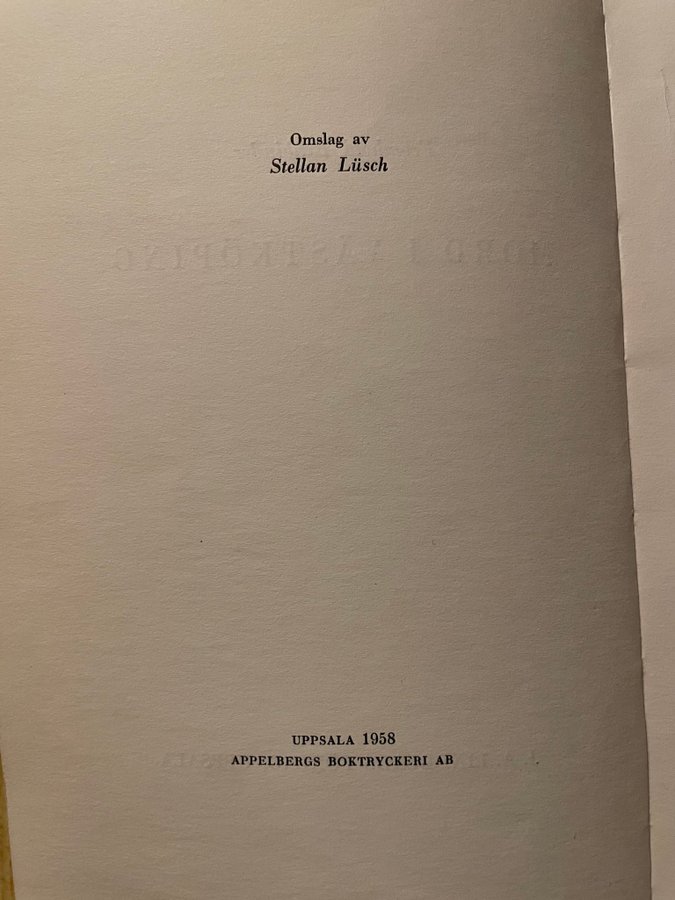 Omslag av
Stellan Lüsch
UPPSALA 1958
APPELBERGS BOKTRYCKERI AB